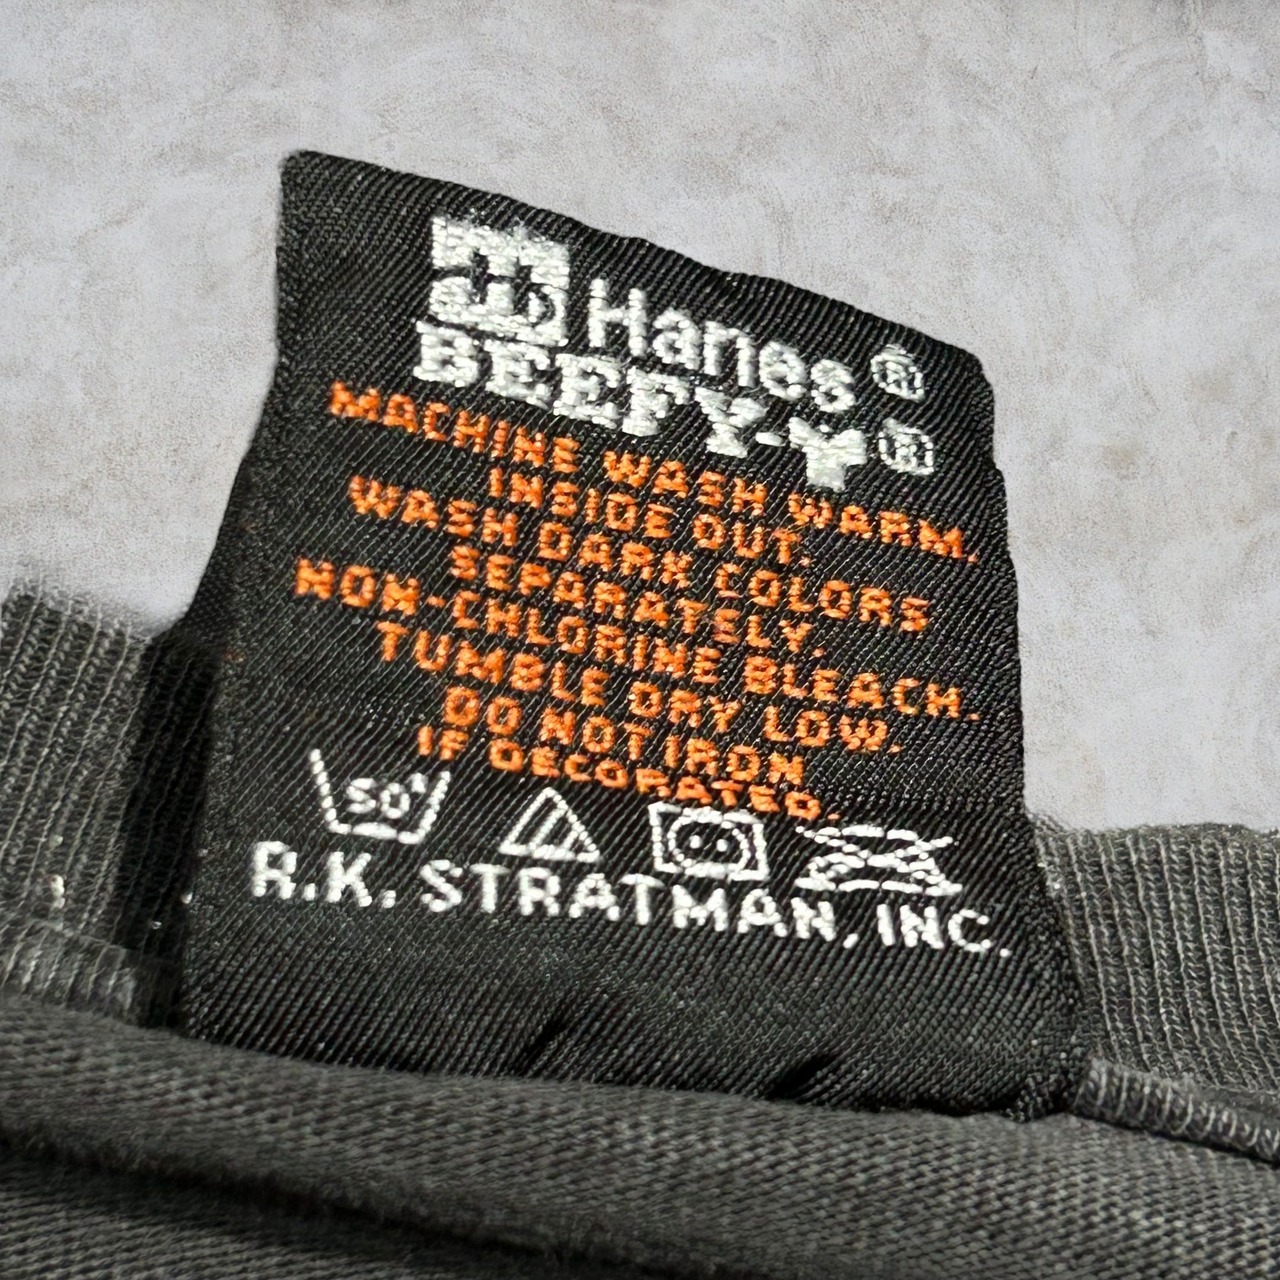 Hanes®
BEEFY-T®
MACHINE WASH WARM.
INSIDE OUT.
WASH DARK COLORS
SEPARATELY.
NON-CHLORINE BLEACH.
TUMBLE DRY LOW.
DO NOT IRON
IF DECORATED.
50°
R.K. STRATMAN, INC.